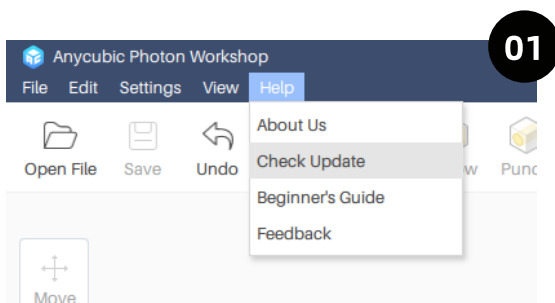 01
Anycubic Photon Workshop
File Edit Settings View Help
About Us
Check Update
Beginner's Guide
Feedback
Open File Save Undo
Move